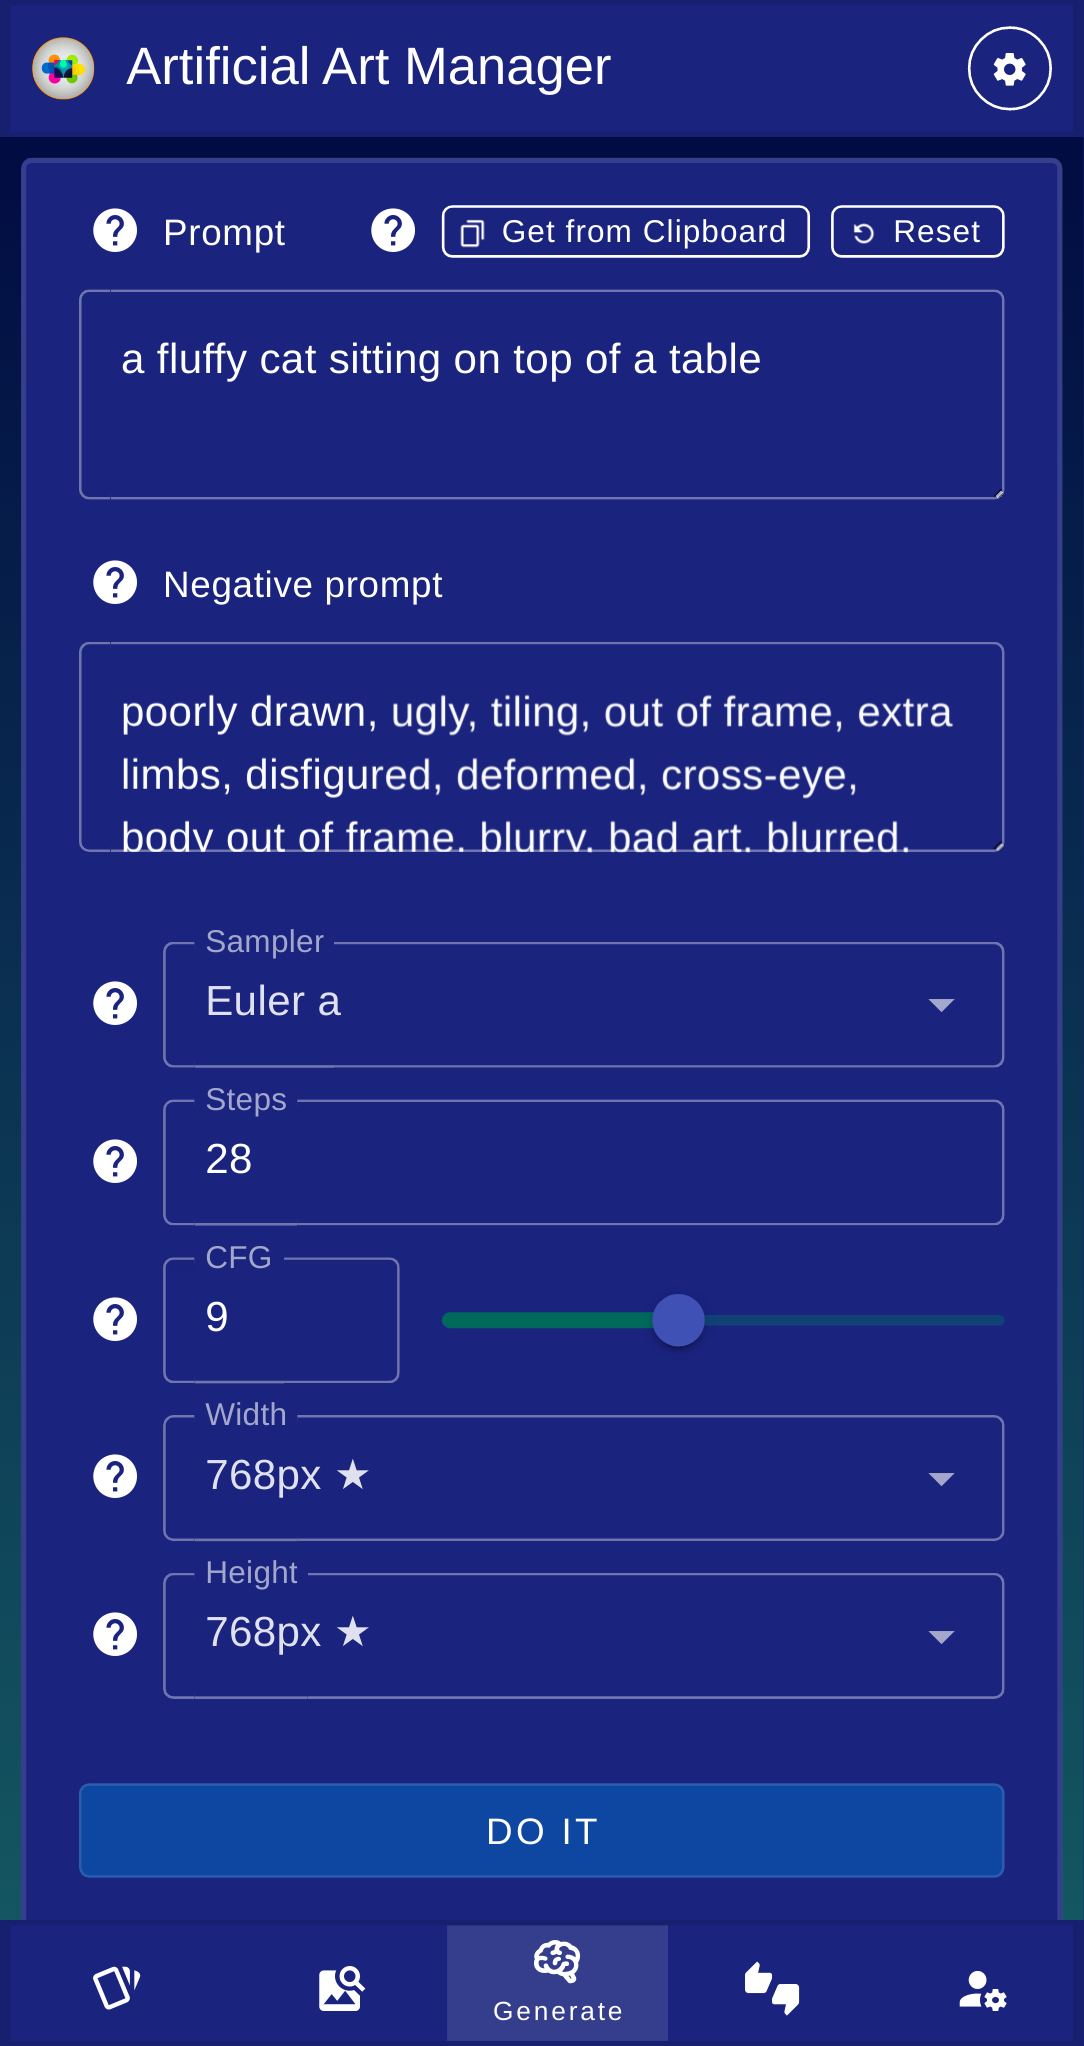 Artificial Art Manager
Prompt
Get from Clipboard
Reset
a fluffy cat sitting on top of a table
Negative prompt
poorly drawn, ugly, tiling, out of frame, extra
limbs, disfigured, deformed, cross-eye,
body out of frame, blurry, bad art, blurred,
Sampler
Euler a
Steps
28
CFG
9
Width
768px ★
Height
768px ★
DO IT
Generate